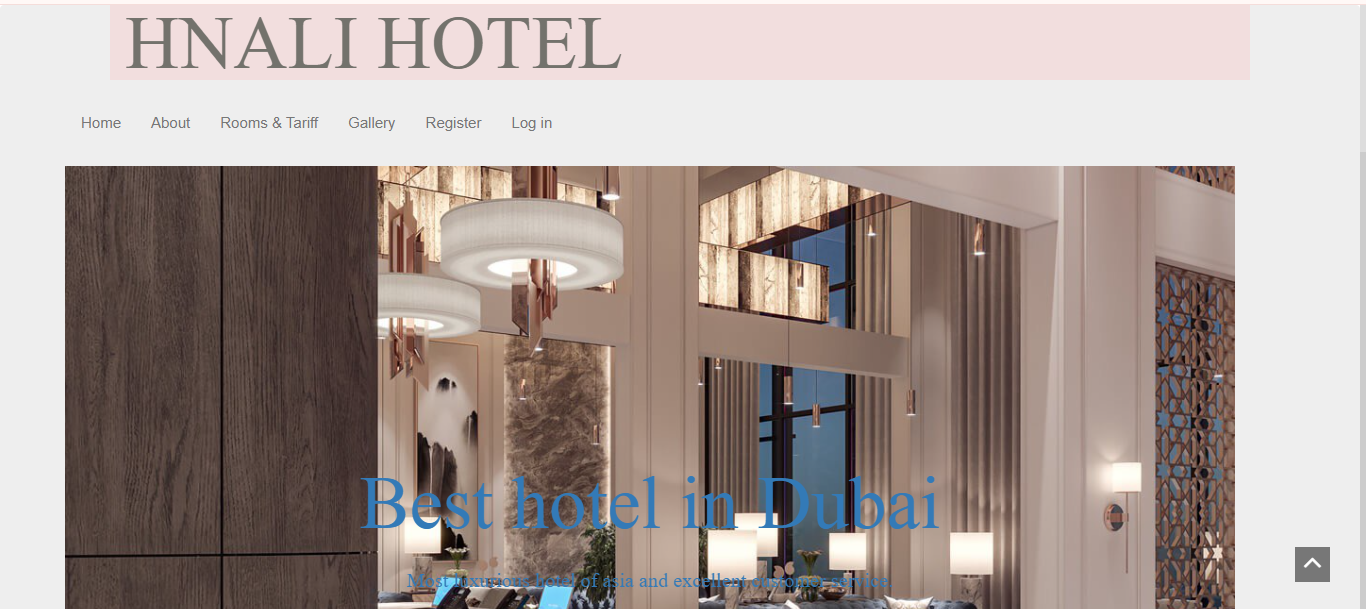 HNALI HOTEL
Home About Rooms & Tariff Gallery Register Log in
Best hotel in Dubai
Most luxurious hotel of asia and excellent customer service.